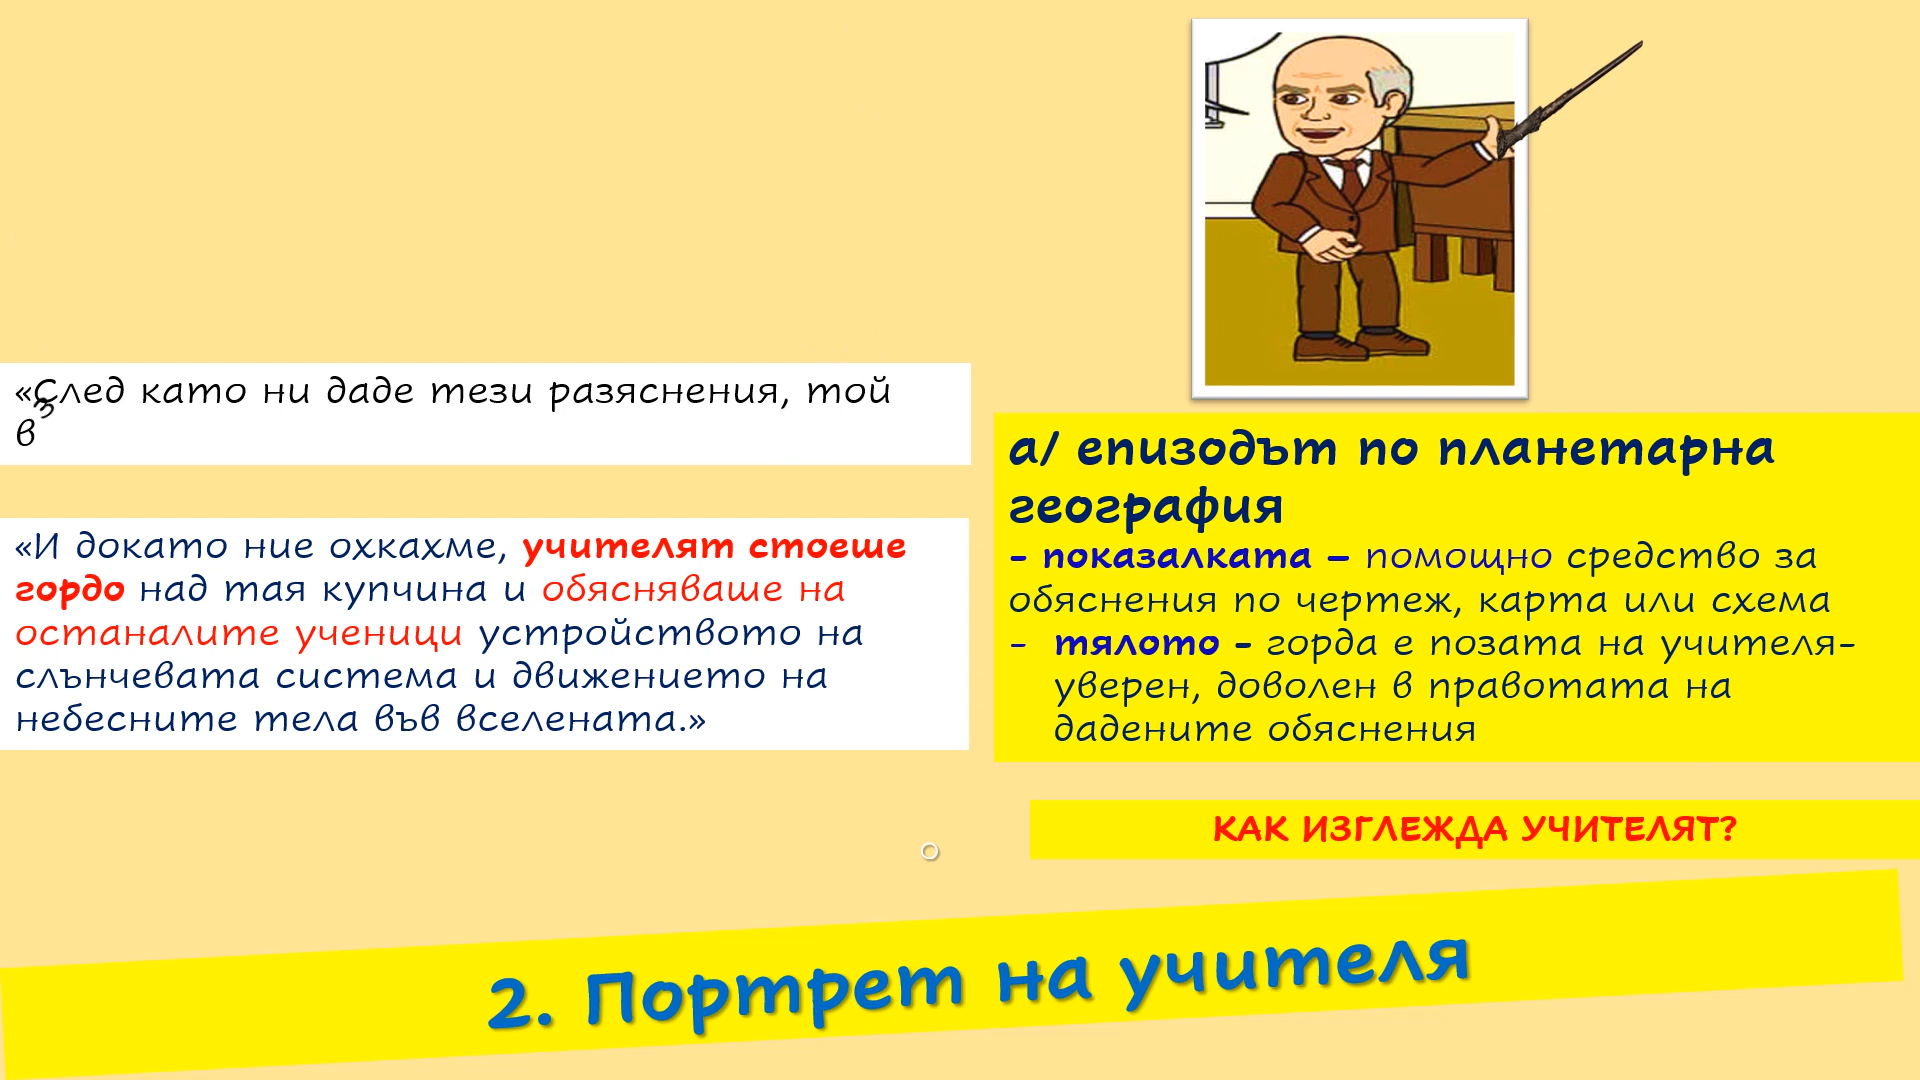 «След като ни даде тези разяснения, той
вз
«И докато ние охкахме, учителят стоеше
гордо над тая купчина и обясняваше на
останалите ученици устройството на
слънчевата система и движението на
небесните тела във вселената.»
а/ епизодът по планетарна
география
- показалката – помощно средство за
обяснения по чертеж, карта или схема
- тялото - горда е позата на учителя-
уверен, доволен в правотата на
дадените обяснения
КАК ИЗГЛЕЖДА УЧИТЕЛЯТ?
2. Портрет на учителя